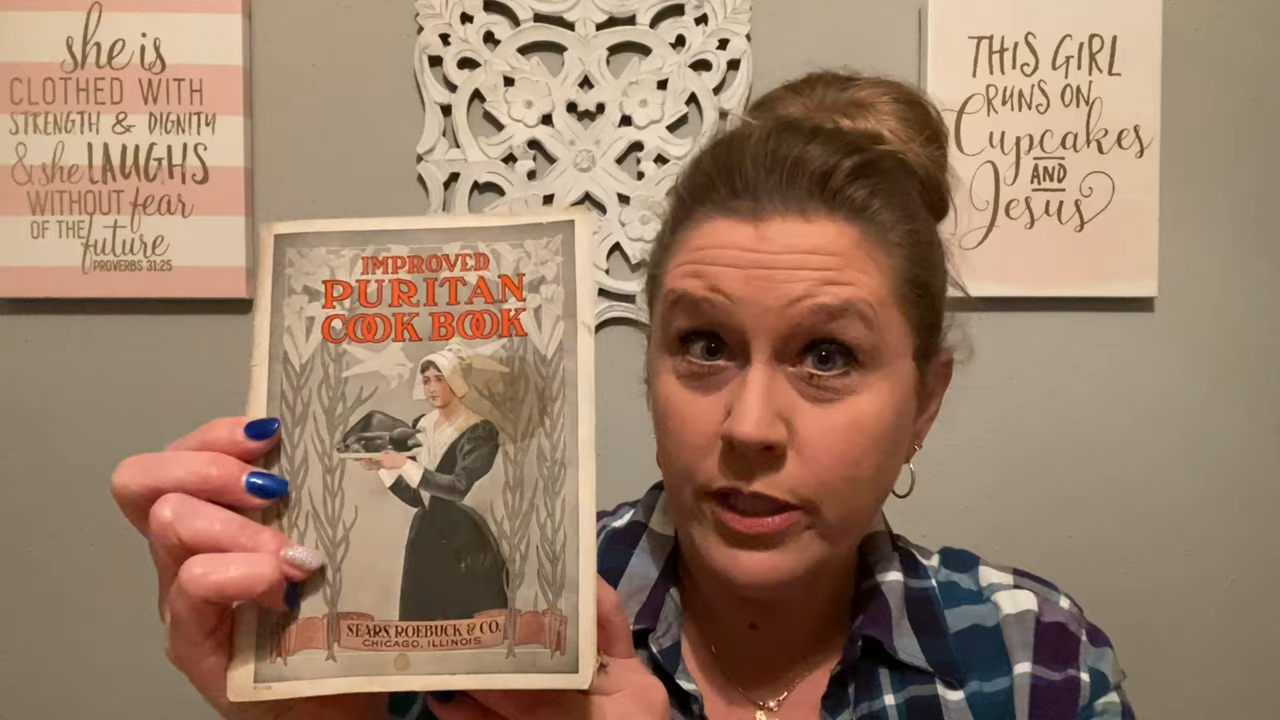 she is
CLOTHED WITH
STRENGTH & DIGNITY
& she LAUGHS
WITHOUT fear
OF THE future
PROVERBS 31:25
IMPROVED
PURITAN
COOK BOOK
SEARS, ROEBUCK & CO.
CHICAGO, ILLINOIS
THIS GIRL
RUNS ON
Cupcakes
AND
Jesus